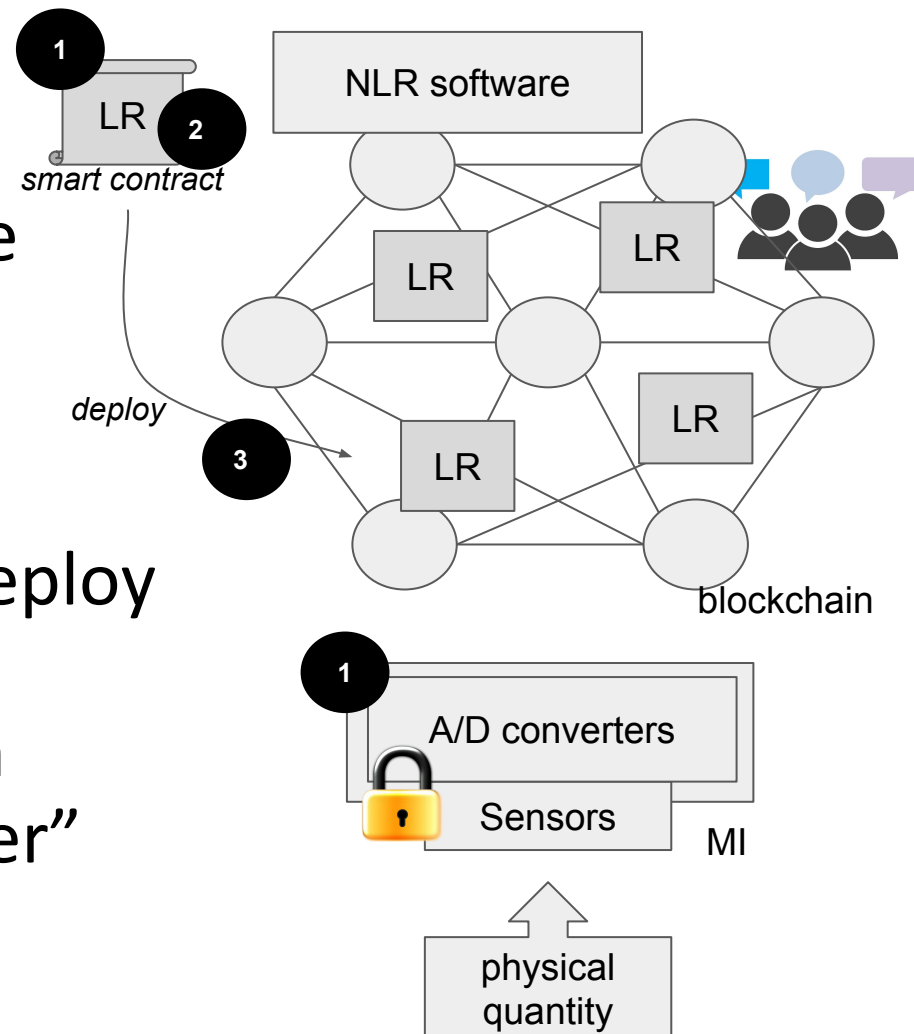 1
LR
2
smart contract
NLR software
LR
LR
e
deploy
3
LR
LR
eploy
blockchain
1
A/D converters
Sensors
er”
MI
physical
quantity